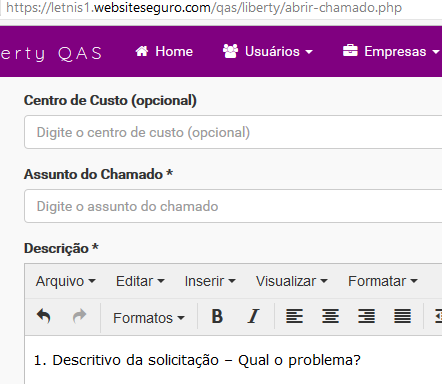 https://letnis1.websiteseguro.com/qas/liberty/abrir-chamado.php
erty QAS Home Usuários Empresas
Centro de Custo (opcional)
Digite o centro de custo (opcional)
Assunto do Chamado *
Digite o assunto do chamado
Descrição *
Arquivo Editar Inserir Visualizar Formatar
Formatos B I
1. Descritivo da solicitação – Qual o problema?